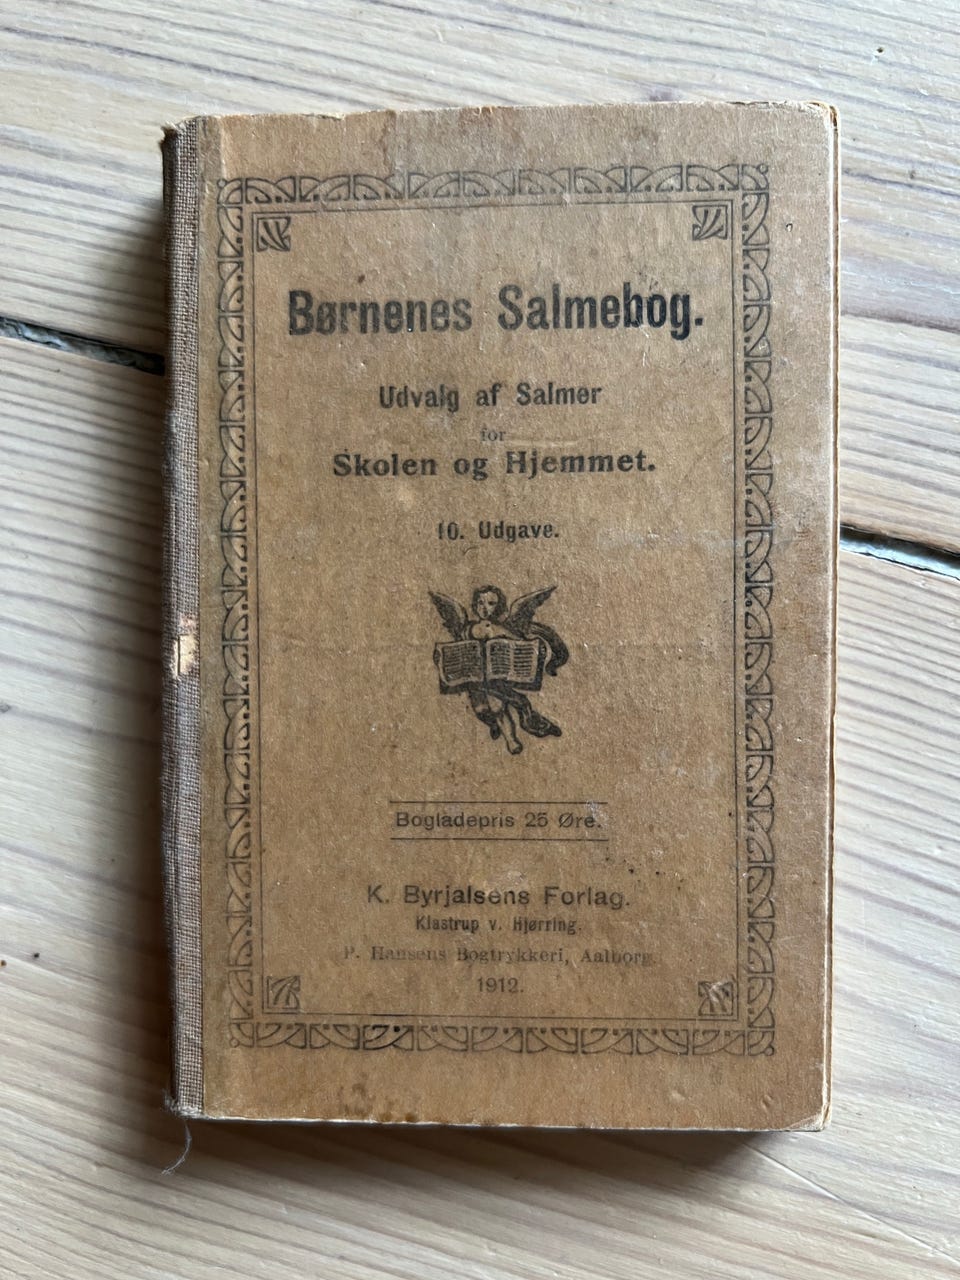 Børnenes Salmebog.
Udvalg af Salmer
for
Skolen og Hjemmet.
10. Udgave.
Bogladepris 25 Øre.
K. Byrjalsens Forlag.
Klastrup v. Hjørring.
P. Hansens Bogtrykkeri, Aalborg.
1912.